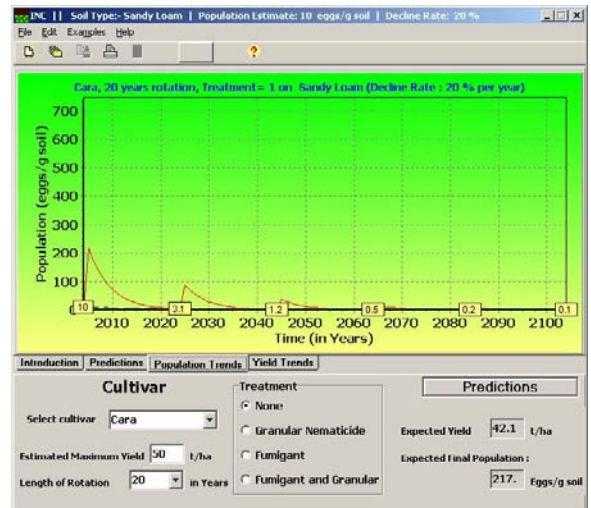 INC || Soil Type:- Sandy Loam | Population Estimate: 10 eggs/g soil | Decline Rate: 20 %
File Edit Examples Help
?
Cara, 20 years rotation, Treatment= 1 on Sandy Loam (Decline Rate : 20 % per year)
Population (eggs/g soil)
700
600
500
400
300
200
100
0
10 3.1 1.2 0.5 0.2 0.1
2010 2020 2030 2040 2050 2060 2070 2080 2090 2100
Time (in Years)
Introduction Predictions Population Trends Yield Trends
Cultivar
Select cultivar Cara
Estimated Maximum Yield 50 t/ha
Length of Rotation 20 in Years
Treatment
None
Granular Nematicide
Fumigant
Fumigant and Granular
Predictions
Expected Yield 42.1 t/ha
Expected Final Population :
217. Eggs/g soil